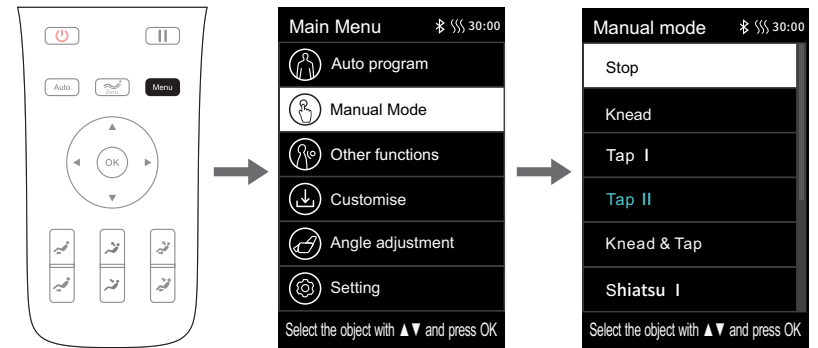 Auto
Zero
Menu
OK
Main Menu 30:00
Auto program
Manual Mode
Other functions
Customise
Angle adjustment
Setting
Select the object with ▲▼ and press OK
Manual mode 30:00
Stop
Knead
Tap I
Tap II
Knead & Tap
Shiatsu I
Select the object with ▲▼ and press OK